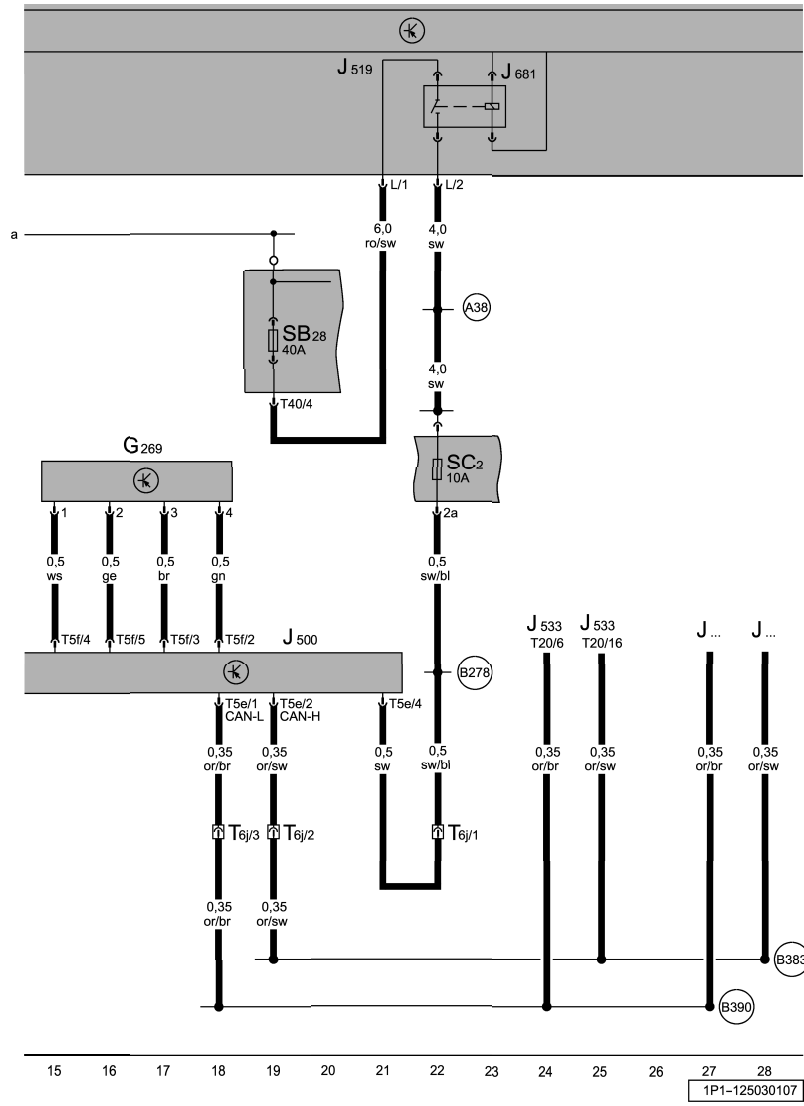 J 519
J 681
L/1
L/2
a
6,0
ro/sw
4,0
sw
A38
SB28
40A
4,0
sw
T40/4
G 269
SC2
10A
1
2
3
4
2a
0,5
ws
0,5
ge
0,5
br
0,5
gn
0,5
sw/bl
T5f/4
T5f/5
T5f/3
T5f/2
J 500
J 533
T20/6
J 533
T20/16
J ...
J ...
B278
T5e/1
CAN-L
T5e/2
CAN-H
T5e/4
0,35
or/br
0,35
or/sw
0,5
sw
0,5
sw/bl
0,35
or/br
0,35
or/sw
0,35
or/br
0,35
or/sw
T6j/3
T6j/2
T6j/1
0,35
or/br
0,35
or/sw
B383
B390
15 16 17 18 19 20 21 22 23 24 25 26 27 28
1P1-125030107